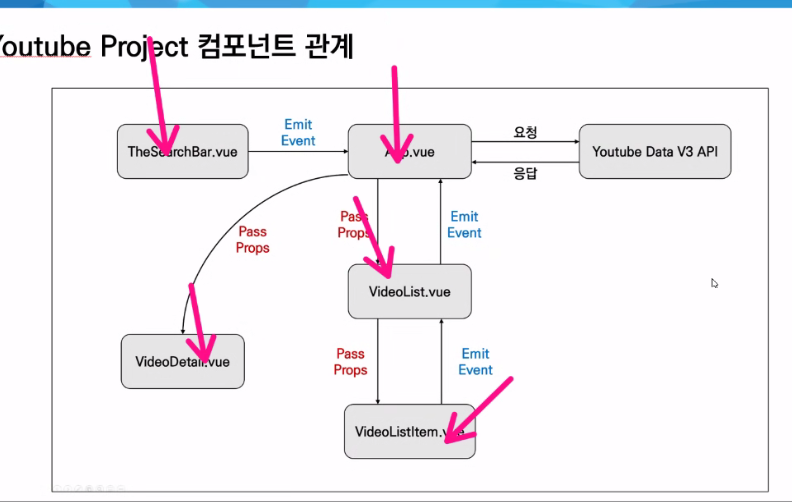 outube Project 컴포넌트 관계
TheSearchBar.vue
Emit
Event
App.vue
요청
응답
Youtube Data V3 API
Pass
Props
Pass
Props
Emit
Event
VideoList.vue
VideoDetail.vue
Pass
Props
Emit
Event
VideoListItem.vue